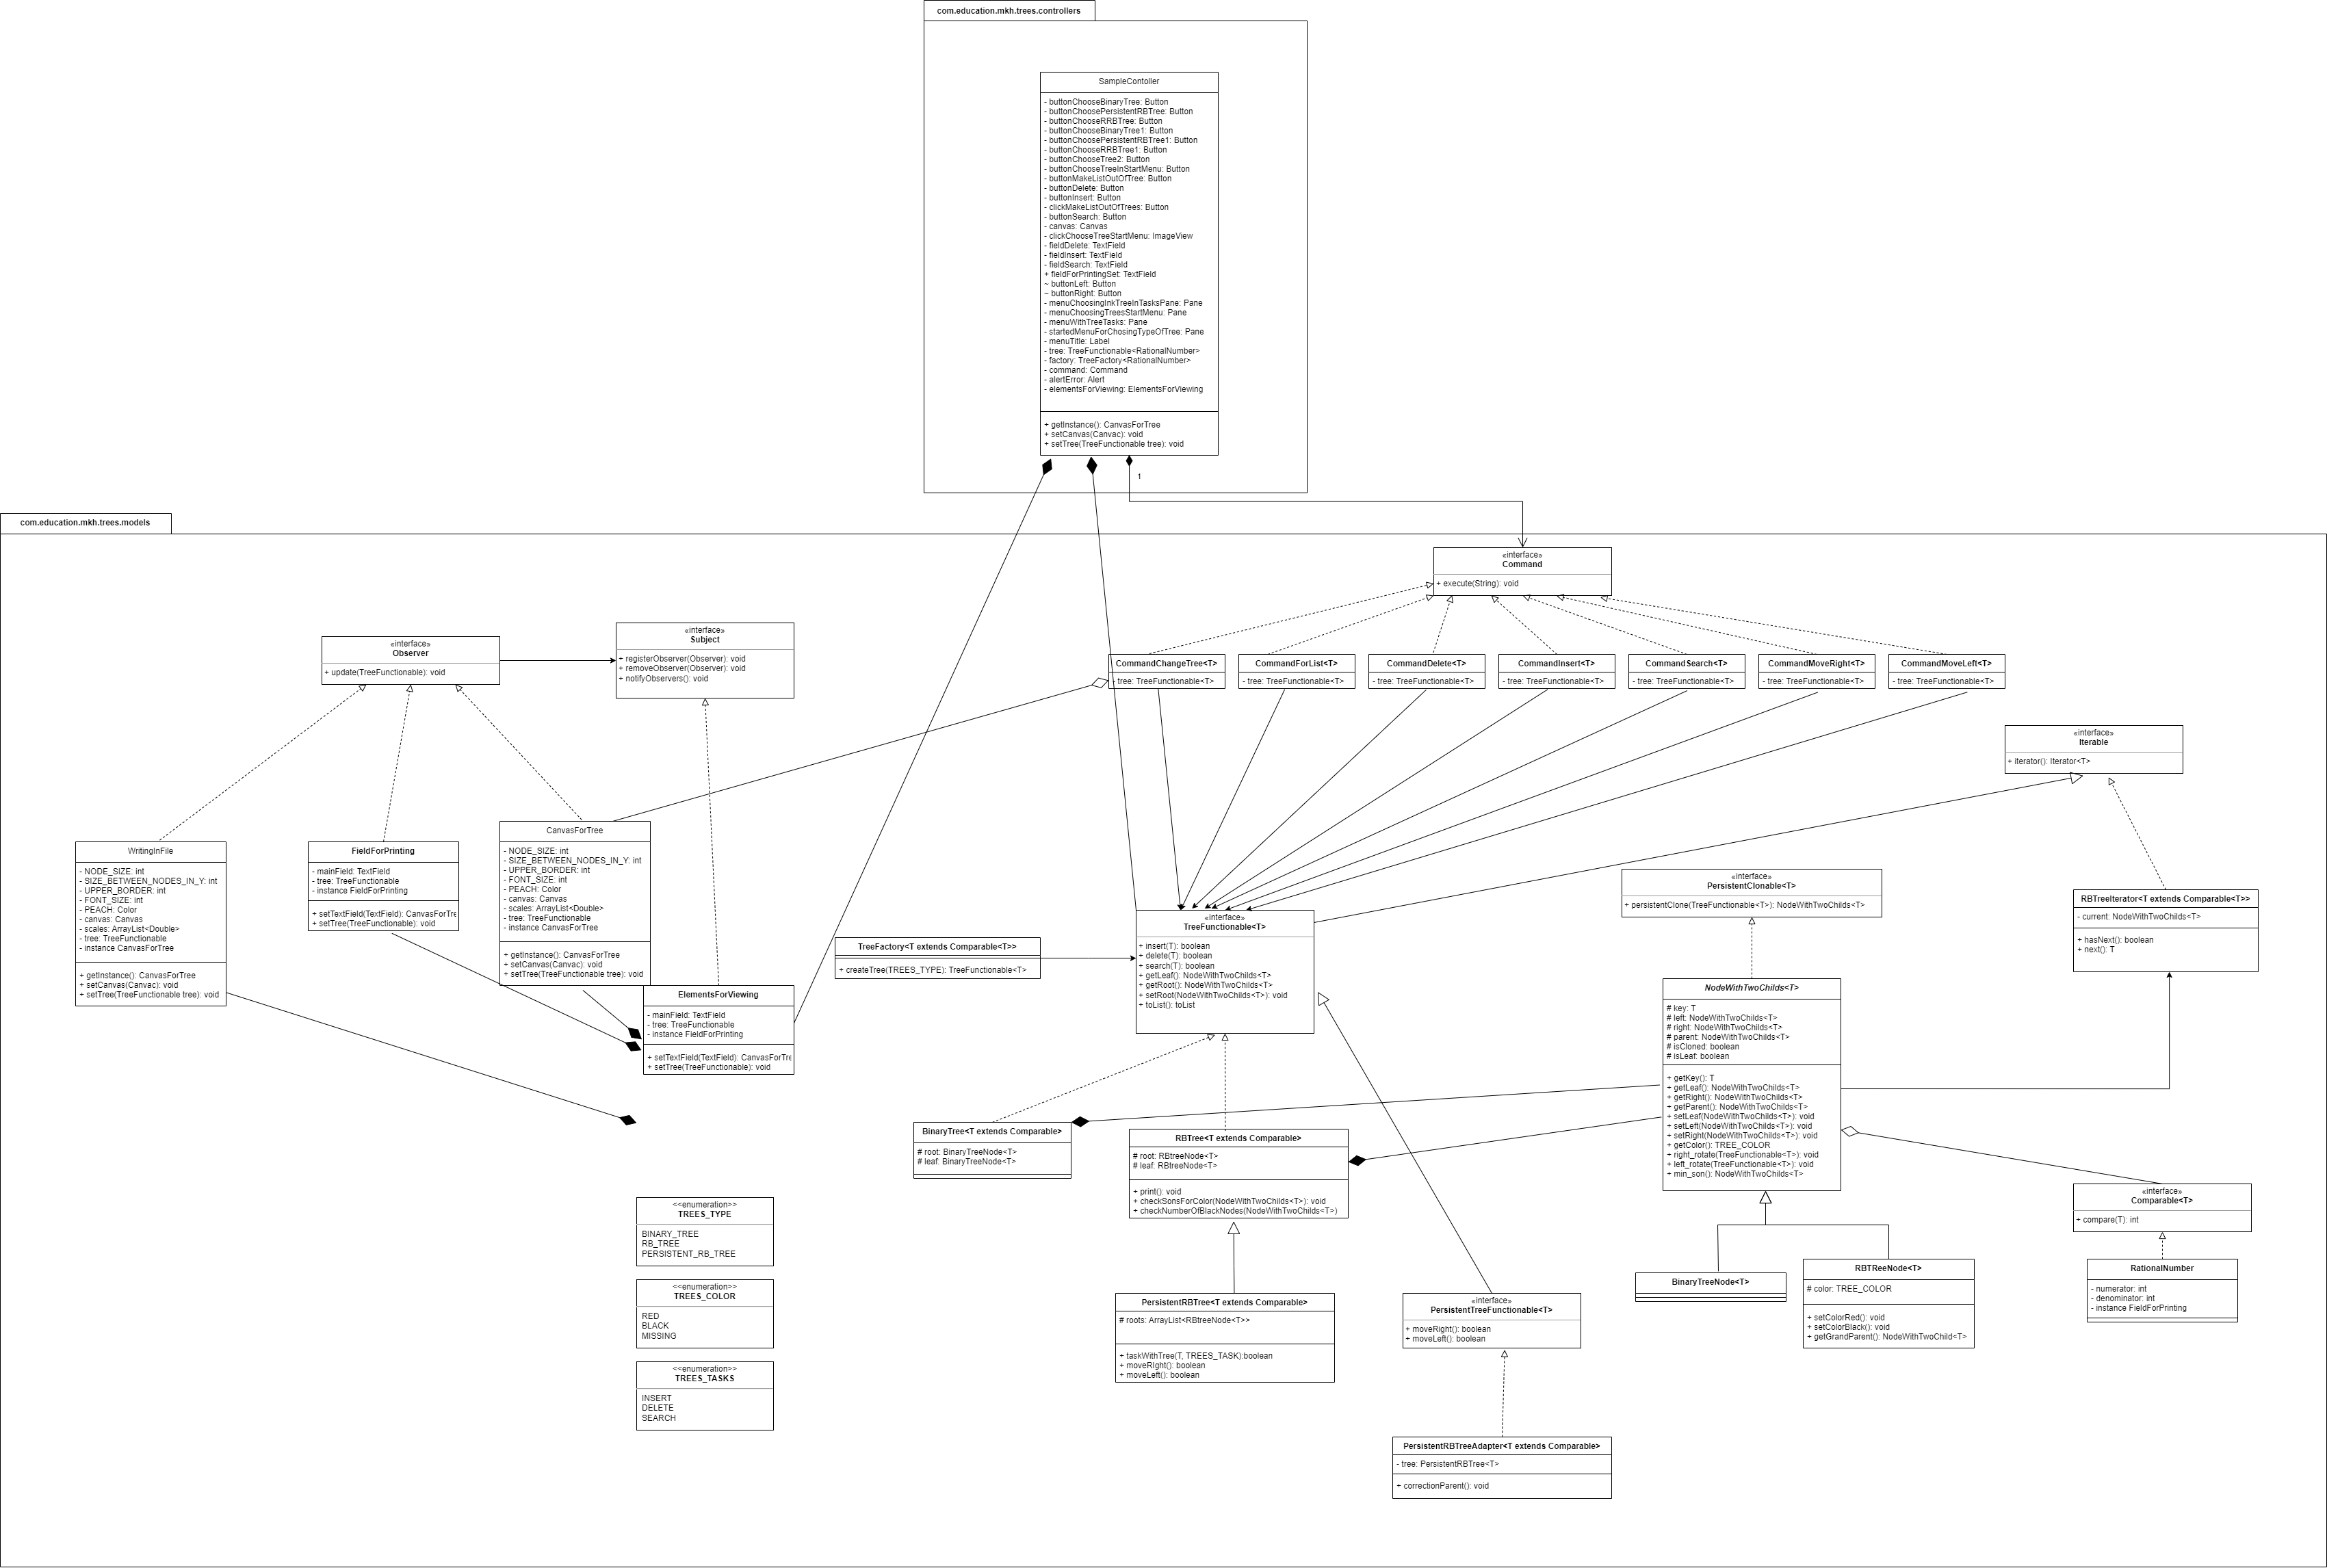 com.education.mkh.trees.controllers
SampleContoller
- buttonChooseBinaryTree: Button
- buttonChoosePersistentRBTree: Button
- buttonChooseRRBTree: Button
- buttonChooseBinaryTree1: Button
- buttonChoosePersistentRBTree1: Button
- buttonChooseRRBTree1: Button
- buttonChooseTree2: Button
- buttonChooseTreeInStartMenu: Button
- buttonMakeListOutOfTree: Button
- buttonDelete: Button
- buttonInsert: Button
- clickMakeListOutOfTrees: Button
- buttonSearch: Button
- canvas: Canvas
- clickChooseTreeStartMenu: ImageView
- fieldDelete: TextField
- fieldInsert: TextField
- fieldSearch: TextField
+ fieldForPrintingSet: TextField
~ buttonLeft: Button
~ buttonRight: Button
- menuChoosingInkTreeInTasksPane: Pane
- menuChoosingTreesStartMenu: Pane
- menuWithTreeTasks: Pane
- startedMenuForChosingTypeOfTree: Pane
- menuTitle: Label
- tree: TreeFunctionable<RationalNumber>
- factory: TreeFactory<RationalNumber>
- command: Command
- alertError: Alert
- elementsForViewing: ElementsForViewing
+ getInstance(): CanvasForTree
+ setCanvas(Canvac): void
+ setTree(TreeFunctionable tree): void
1
com.education.mkh.trees.models
«interface»
Command
+ execute(String): void
«interface»
Observer
+ update(TreeFunctionable): void
«interface»
Subject
+ registerObserver(Observer): void
+ removeObserver(Observer): void
+ notifyObservers(): void
CommandChangeTree<T>
- tree: TreeFunctionable<T>
CommandForList<T>
- tree: TreeFunctionable<T>
CommandDelete<T>
- tree: TreeFunctionable<T>
CommandInsert<T>
- tree: TreeFunctionable<T>
CommandSearch<T>
- tree: TreeFunctionable<T>
CommandMoveRight<T>
- tree: TreeFunctionable<T>
CommandMoveLeft<T>
- tree: TreeFunctionable<T>
«interface»
Iterable
+ iterator(): Iterator<T>
WritingInFile
- NODE_SIZE: int
- SIZE_BETWEEN_NODES_IN_Y: int
- UPPER_BORDER: int
- FONT_SIZE: int
- PEACH: Color
- canvas: Canvas
- scales: ArrayList<Double>
- tree: TreeFunctionable
- instance CanvasForTree
+ getInstance(): CanvasForTree
+ setCanvas(Canvac): void
+ setTree(TreeFunctionable tree): void
FieldForPrinting
- mainField: TextField
- tree: TreeFunctionable
- instance FieldForPrinting
+ setTextField(TextField): CanvasForTre
+ setTree(TreeFunctionable): void
CanvasForTree
- NODE_SIZE: int
- SIZE_BETWEEN_NODES_IN_Y: int
- UPPER_BORDER: int
- FONT_SIZE: int
- PEACH: Color
- canvas: Canvas
- scales: ArrayList<Double>
- tree: TreeFunctionable
- instance CanvasForTree
+ getInstance(): CanvasForTree
+ setCanvas(Canvac): void
+ setTree(TreeFunctionable tree): void
ElementsForViewing
- mainField: TextField
- tree: TreeFunctionable
- instance FieldForPrinting
+ setTextField(TextField): CanvasForTre
+ setTree(TreeFunctionable): void
TreeFactory<T extends Comparable<T>>
+ createTree(TREES_TYPE): TreeFunctionable<T>
«interface»
TreeFunctionable<T>
+ insert(T): boolean
+ delete(T): boolean
+ search(T): boolean
+ getLeaf(): NodeWithTwoChilds<T>
+ getRoot(): NodeWithTwoChilds<T>
+ setRoot(NodeWithTwoChilds<T>): void
+ toList(): toList
«interface»
PersistentClonable<T>
+ persistentClone(TreeFunctionable<T>): NodeWithTwoChilds<T>
RBTreeIterator<T extends Comparable<T>>
- current: NodeWithTwoChilds<T>
+ hasNext(): boolean
+ next(): T
NodeWithTwoChilds<T>
# key: T
# left: NodeWithTwoChilds<T>
# right: NodeWithTwoChilds<T>
# parent: NodeWithTwoChilds<T>
# isCloned: boolean
# isLeaf: boolean
+ getKey(): T
+ getLeaf(): NodeWithTwoChilds<T>
+ getRight(): NodeWithTwoChilds<T>
+ getParent(): NodeWithTwoChilds<T>
+ setLeaf(NodeWithTwoChilds<T>): void
+ setLeft(NodeWithTwoChilds<T>): void
+ setRight(NodeWithTwoChilds<T>): void
+ getColor(): TREE_COLOR
+ right_rotate(TreeFunctionable<T>): void
+ left_rotate(TreeFunctionable<T>): void
+ min_son(): NodeWithTwoChilds<T>
BinaryTree<T extends Comparable>
# root: BinaryTreeNode<T>
# leaf: BinaryTreeNode<T>
RBTree<T extends Comparable>
# root: RBtreeNode<T>
# leaf: RBtreeNode<T>
+ print(): void
+ checkSonsForColor(NodeWithTwoChilds<T>): void
+ checkNumberOfBlackNodes(NodeWithTwoChilds<T>)
«interface»
Comparable<T>
+ compare(T): int
<<enumeration>>
TREES_TYPE
BINARY_TREE
RB_TREE
PERSISTENT_RB_TREE
<<enumeration>>
TREES_COLOR
RED
BLACK
MISSING
<<enumeration>>
TREES_TASKS
INSERT
DELETE
SEARCH
PersistentRBTree<T extends Comparable>
# roots: ArrayList<RBtreeNode<T>>
+ taskWithTree(T, TREES_TASK):boolean
+ moveRIght(): boolean
+ moveLeft(): boolean
«interface»
PersistentTreeFunctionable<T>
+ moveRight(): boolean
+ moveLeft(): boolean
BinaryTreeNode<T>
RBTReeNode<T>
# color: TREE_COLOR
+ setColorRed(): void
+ setColorBlack(): void
+ getGrandParent(): NodeWithTwoChild<T>
RationalNumber
- numerator: int
- denominator: int
- instance FieldForPrinting
PersistentRBTreeAdapter<T extends Comparable>
- tree: PersistentRBTree<T>
+ correctionParent(): void